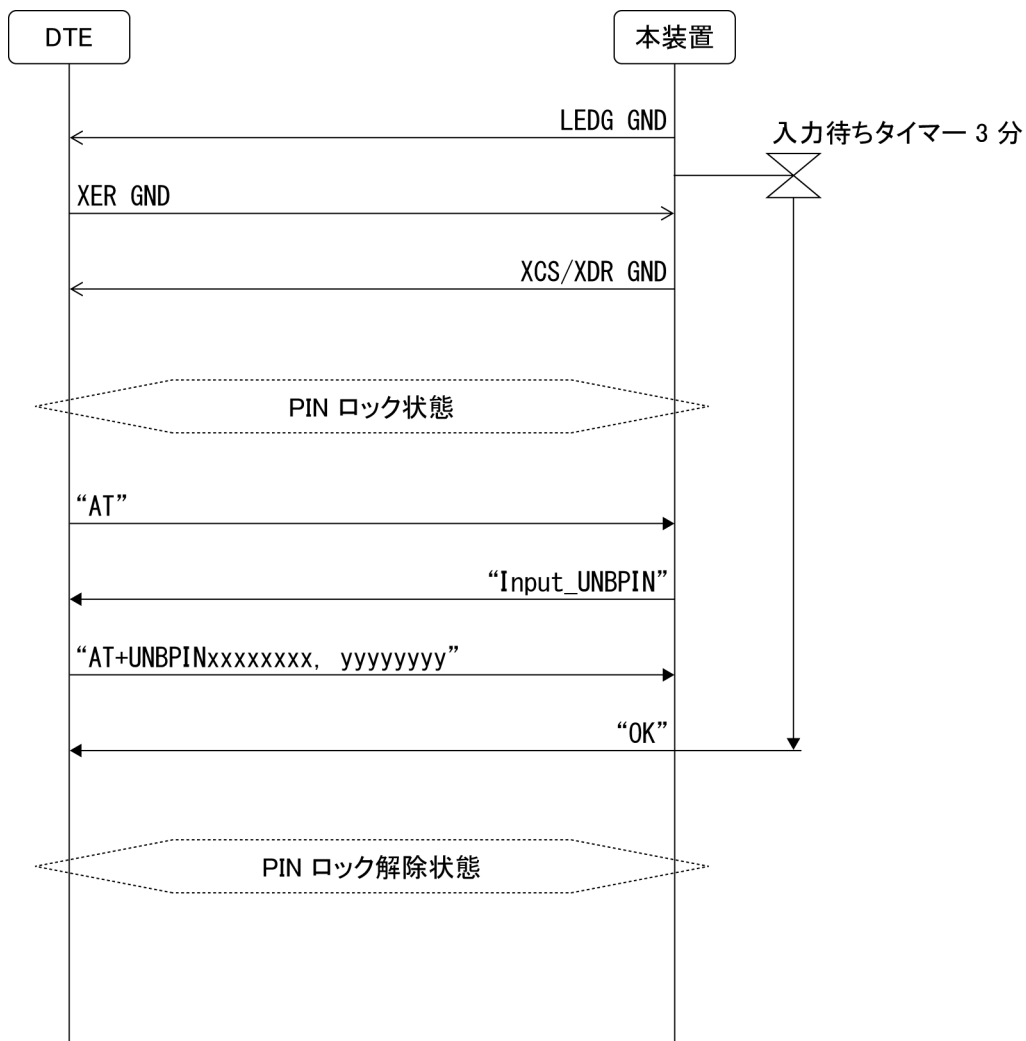 DTE
本装置
LEDG GND
入力待ちタイマー 3 分
XER GND
XCS/XDR GND
PIN ロック状態
“AT”
“Input_UNBPIN”
“AT+UNBPINxxxxxxxx, yyyyyyyy”
“OK”
PIN ロック解除状態